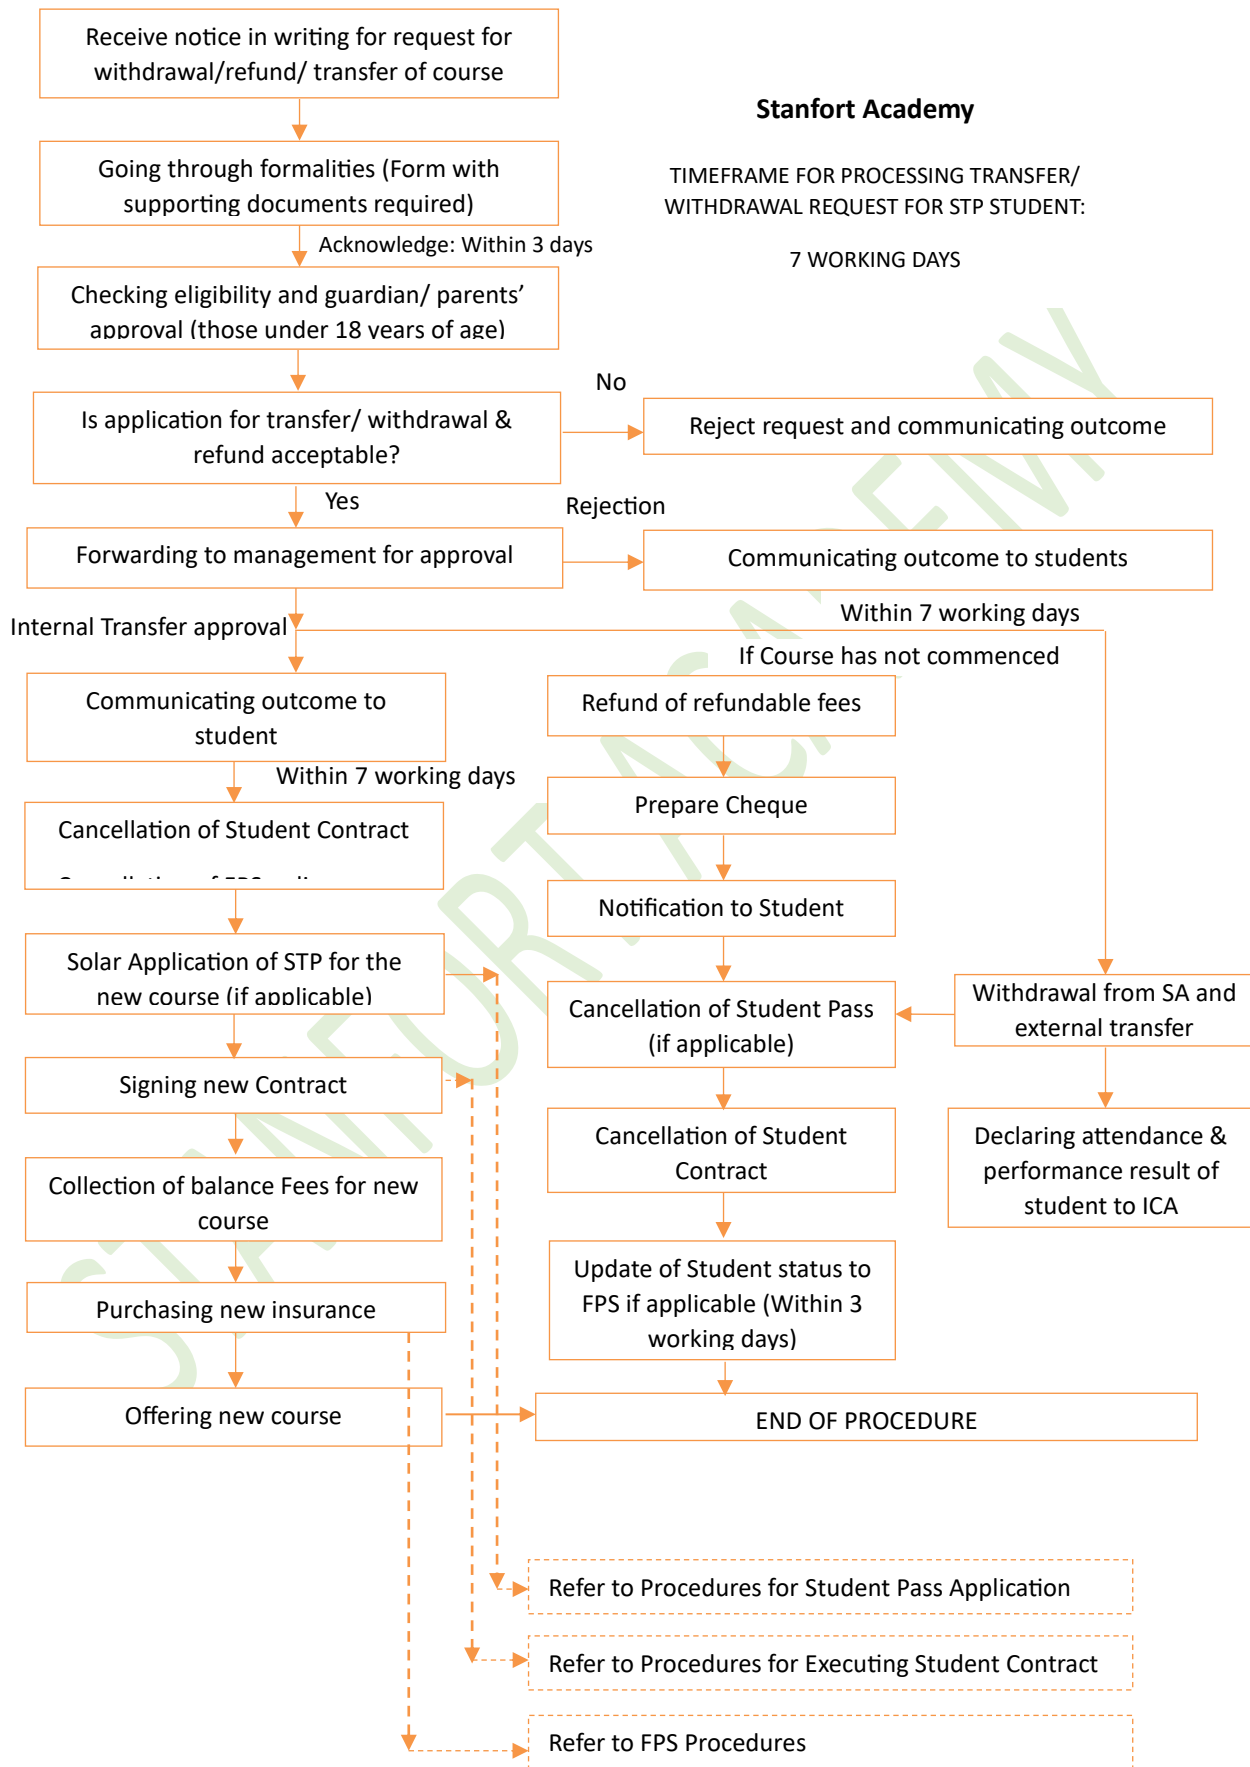 Receive notice in writing for request for
withdrawal/refund/ transfer of course
Stanfort Academy
Going through formalities (Form with
supporting documents required)
TIMEFRAME FOR PROCESSING TRANSFER/
WITHDRAWAL REQUEST FOR STP STUDENT:
7 WORKING DAYS
Acknowledge: Within 3 days
Checking eligibility and guardian/ parents’
approval (those under 18 years of age)
Is application for transfer/ withdrawal &
refund acceptable?
No
Reject request and communicating outcome
Yes
Rejection
Forwarding to management for approval
Communicating outcome to students
Internal Transfer approval
Within 7 working days
If Course has not commenced
Communicating outcome to
student
Within 7 working days
Cancellation of Student Contract
Solar Application of STP for the
new course (if applicable)
Signing new Contract
Collection of balance Fees for new
course
Purchasing new insurance
Offering new course
Refund of refundable fees
Prepare Cheque
Notification to Student
Cancellation of Student Pass
(if applicable)
Cancellation of Student
Contract
Update of Student status to
FPS if applicable (Within 3
working days)
Withdrawal from SA and
external transfer
Declaring attendance &
performance result of
student to ICA
END OF PROCEDURE
Refer to Procedures for Student Pass Application
Refer to Procedures for Executing Student Contract
Refer to FPS Procedures
STANFORT ACADEMY